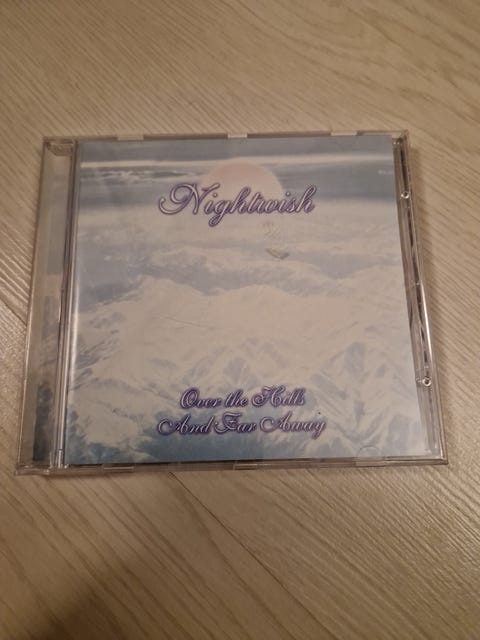 Nightwish
Over the Hills
And Far Away